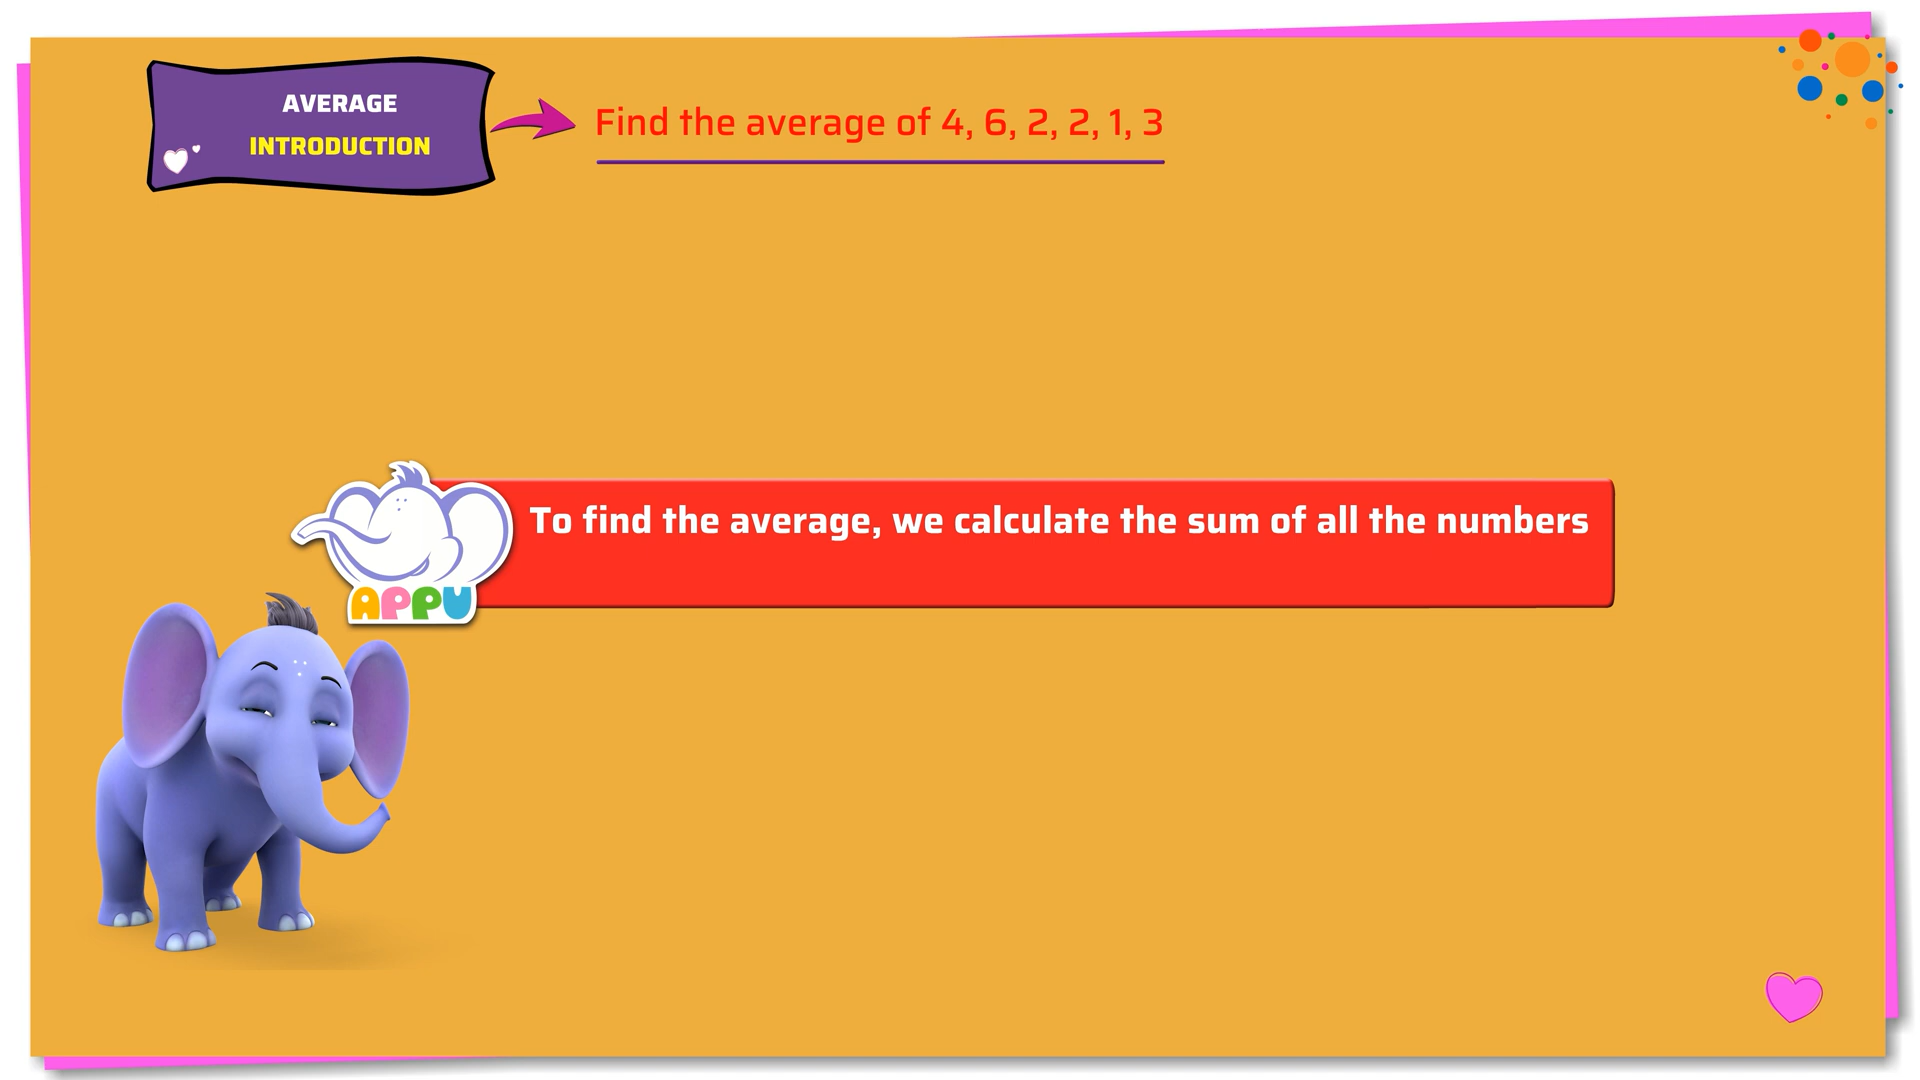 AVERAGE
INTRODUCTION
Find the average of 4, 6, 2, 2, 1, 3
To find the average, we calculate the sum of all the numbers
APPU